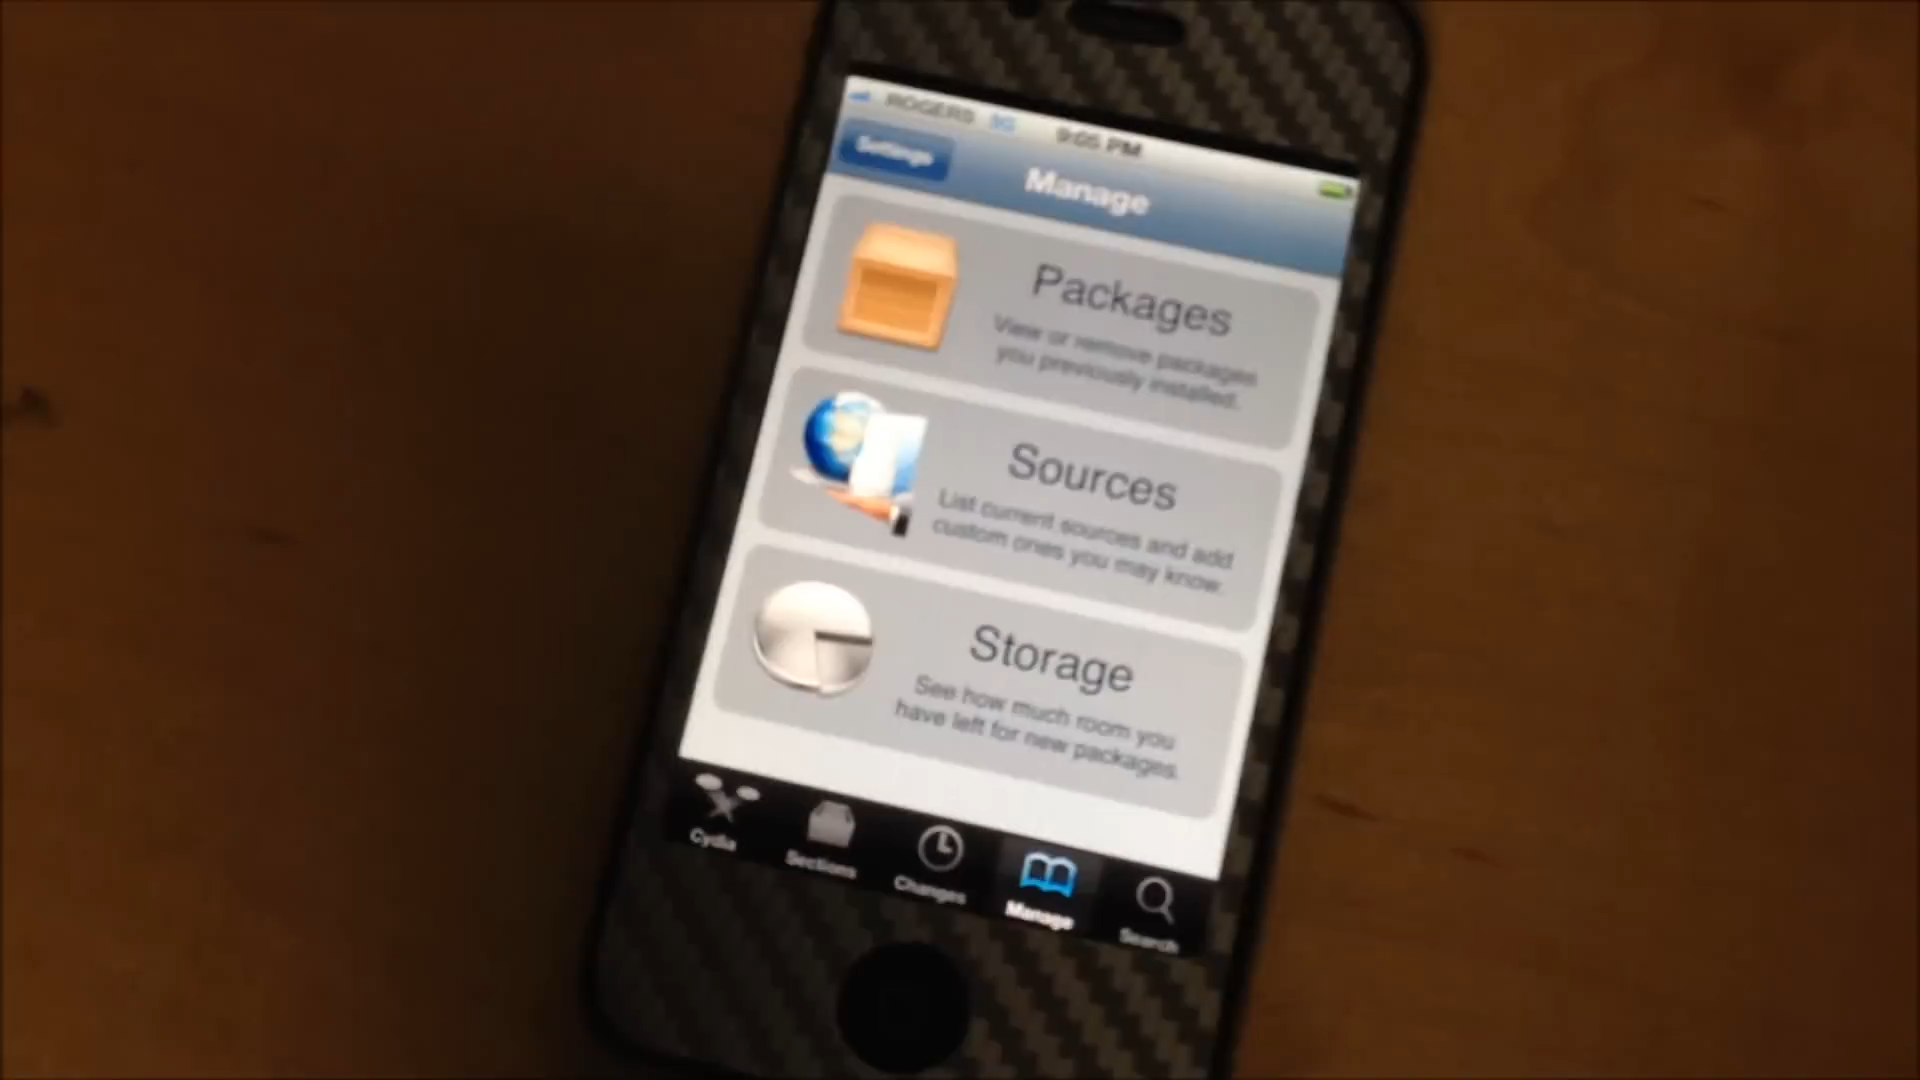 ROGERS 3G 9:05 PM
Settings
Manage
Packages
View or remove packages
you previously installed.
Sources
List current sources and add
custom ones you may know.
Storage
See how much room you
have left for new packages.
Cydia
Sections
Changes
Manage
Search